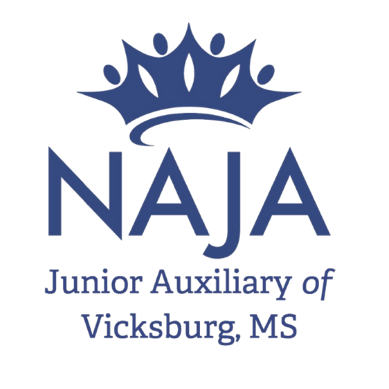 NAJA
Junior Auxiliary of
Vicksburg, MS